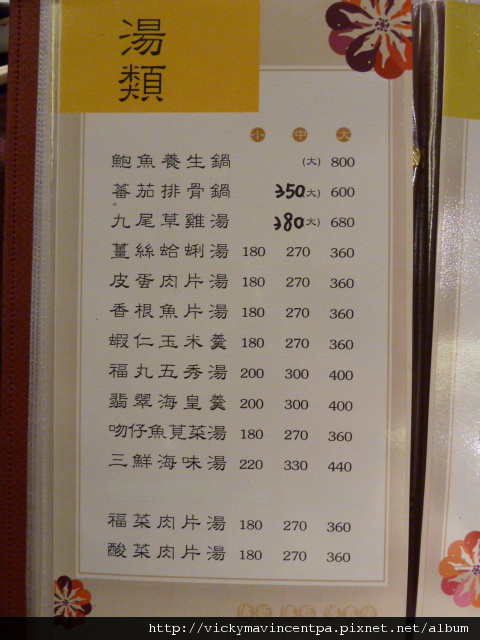 湯
類
小 中 大
鮑魚養生鍋 (大) 800
蕃茄排骨鍋 350 (大) 600
九尾草雞湯 380 (大) 680
薑絲蛤蜊湯 180 270 360
皮蛋肉片湯 180 270 360
香根魚片湯 180 270 360
蝦仁玉米羹 180 270 360
福丸五秀湯 200 300 400
翡翠海皇羹 200 300 400
吻仔魚莧菜湯 180 270 360
三鮮海味湯 220 330 440
福菜肉片湯 180 270 360
酸菜肉片湯 180 270 360
http://vickymavincentpa.pixnet.net/album